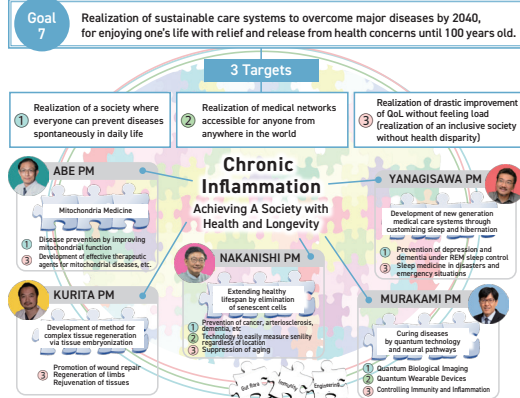 Goal
7
Realization of sustainable care systems to overcome major diseases by 2040,
for enjoying one's life with relief and release from health concerns until 100 years old.
3 Targets
1
Realization of a society where
everyone can prevent diseases
spontaneously in daily life
2
Realization of medical networks
accessible for anyone from
anywhere in the world
3
Realization of drastic improvement
of QoL without feeling load
(realization of an inclusive society
without health disparity)
Chronic
Inflammation
Achieving A Society with
Health and Longevity
ABE PM
Mitochondria Medicine
1 Disease prevention by improving
mitochondrial function
3 Development of effective therapeutic
agents for mitochondrial diseases, etc.
YANAGISAWA PM
Development of new generation
medical care systems through
customizing sleep and hibernation
1 Prevention of depression and
dementia under REM sleep control
3 Sleep medicine in disasters and
emergency situations
NAKANISHI PM
Extending healthy
lifespan by elimination
of senescent cells
1 Prevention of cancer, arteriosclerosis,
dementia, etc
2 Technology to easily measure senility
regardless of location
3 Suppression of aging
KURITA PM
Development of method for
complex tissue regeneration
via tissue embryonization
3 Promotion of wound repair
Regeneration of limbs
Rejuvenation of tissues
MURAKAMI PM
Curing diseases
by quantum technology
and neural pathways
1 Quantum Biological Imaging
2 Quantum Wearable Devices
3 Controlling Immunity and Inflammation
Gut flora
Immunity
Engineering